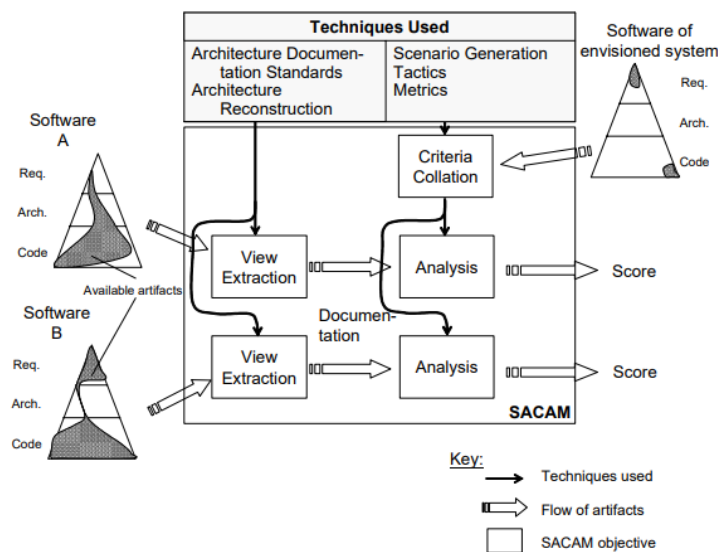 Techniques Used
Architecture Documen-
tation Standards
Architecture
Reconstruction
Scenario Generation
Tactics
Metrics
Software of
envisioned system
Req.
Arch.
Code
Software
A
Req.
Arch.
Code
Criteria
Collation
View
Extraction
Analysis
Score
Available artifacts
Software
B
Req.
Arch.
Code
Documen-
tation
View
Extraction
Analysis
Score
SACAM
Key:
Techniques used
Flow of artifacts
SACAM objective